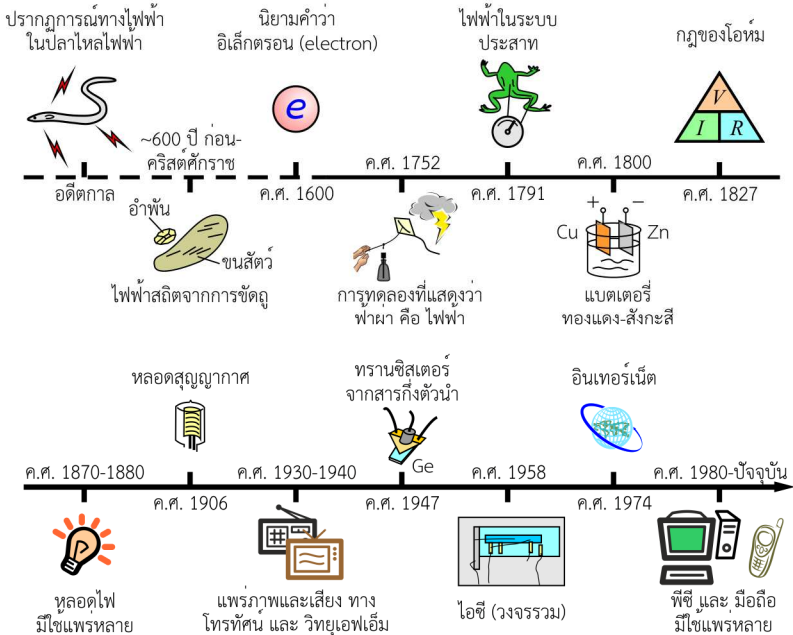 ปรากฏการณ์ทางไฟฟ้า
ในปลาไหลไฟฟ้า
นิยามคำว่า
อิเล็กตรอน (electron)
ไฟฟ้าในระบบ
ประสาท
กฎของโอห์ม
e
V
I R
~600 ปี ก่อน-
คริสต์ศักราช
ค.ศ. 1752
ค.ศ. 1800
อดีตกาล
ค.ศ. 1600
ค.ศ. 1791
ค.ศ. 1827
อำพัน
ขนสัตว์
ไฟฟ้าสถิตจากการขัดถู
การทดลองที่แสดงว่า
ฟ้าผ่า คือ ไฟฟ้า
+ −
Cu Zn
แบตเตอรี่
ทองแดง-สังกะสี
หลอดสุญญากาศ
ทรานซิสเตอร์
จากสารกึ่งตัวนำ
Ge
อินเทอร์เน็ต
ค.ศ. 1870-1880
ค.ศ. 1930-1940
ค.ศ. 1958
ค.ศ. 1980-ปัจจุบัน
ค.ศ. 1906
ค.ศ. 1947
ค.ศ. 1974
หลอดไฟ
มีใช้แพร่หลาย
แพร่ภาพและเสียง ทาง
โทรทัศน์ และ วิทยุเอฟเอ็ม
ไอซี (วงจรรวม)
พีซี และ มือถือ
มีใช้แพร่หลาย